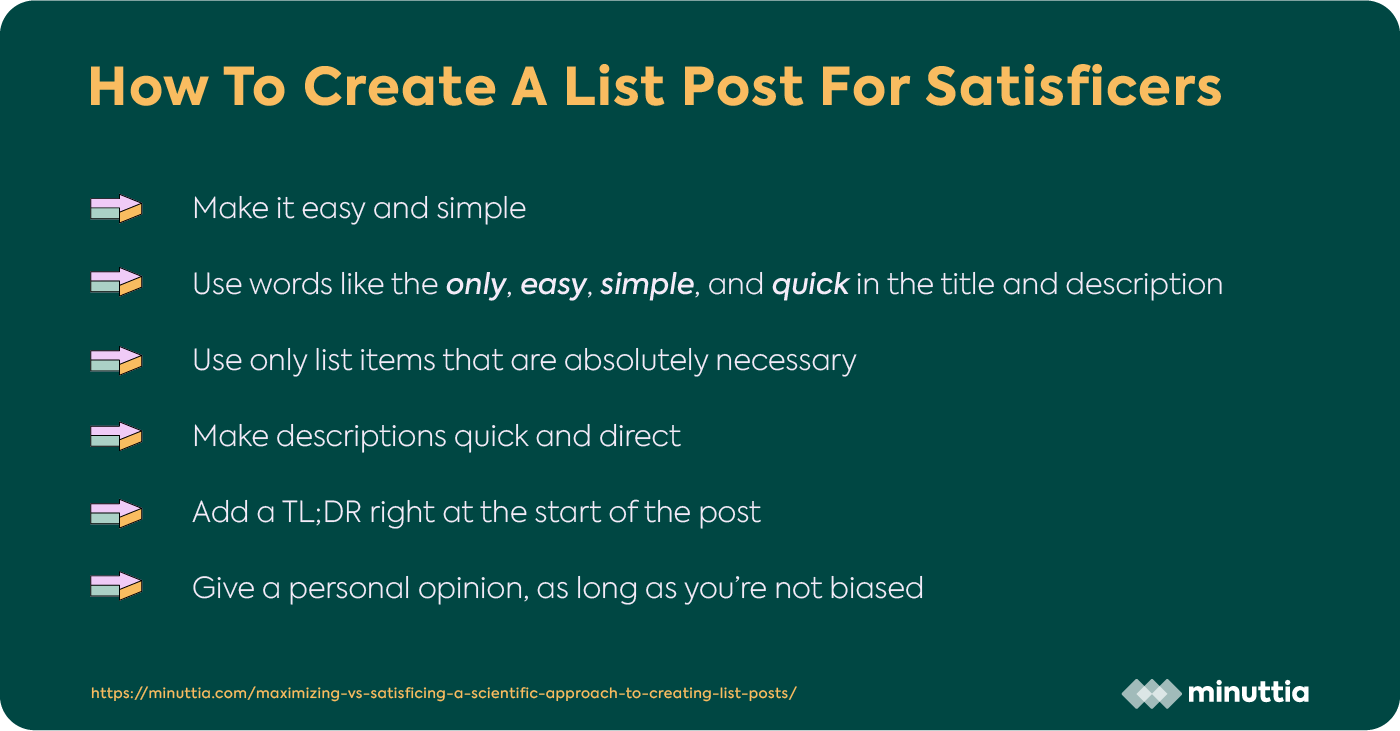 How To Create A List Post For Satisficers
Make it easy and simple
Use words like the only, easy, simple, and quick in the title and description
Use only list items that are absolutely necessary
Make descriptions quick and direct
Add a TL;DR right at the start of the post
Give a personal opinion, as long as you’re not biased
https://minuttia.com/maximizing-vs-satisficing-a-scientific-approach-to-creating-list-posts/
minuttia